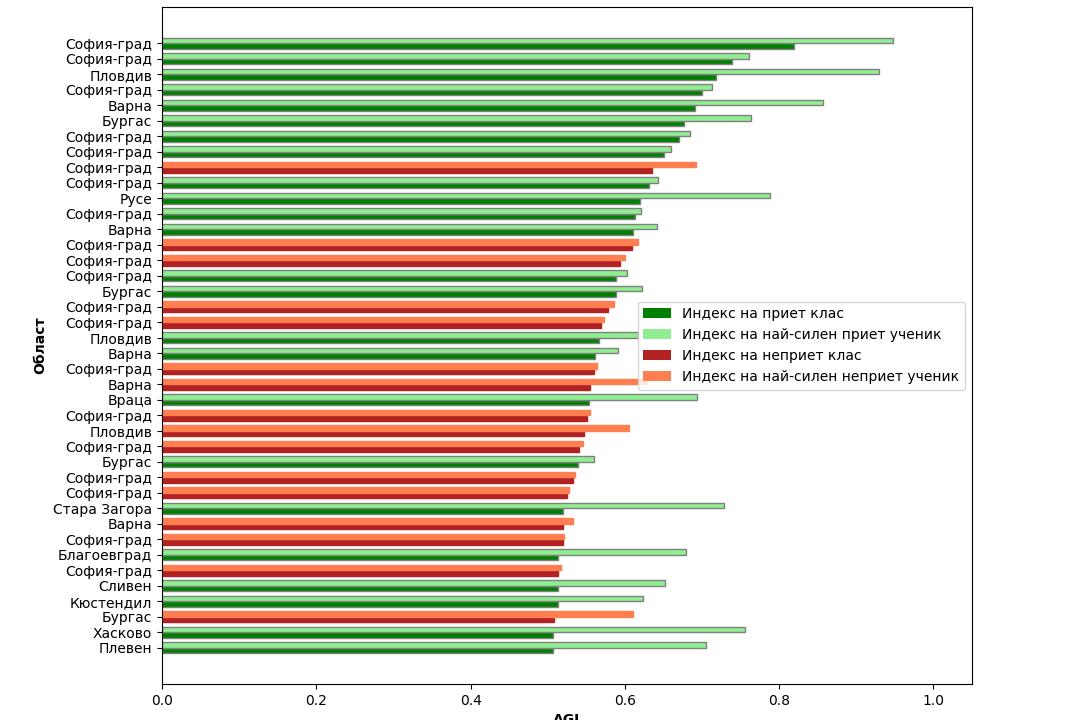 София-град
София-град
Пловдив
София-град
Варна
Бургас
София-град
София-град
София-град
София-град
Русе
София-град
Варна
София-град
София-град
София-град
Бургас
София-град
София-град
Пловдив
Варна
София-град
Варна
Враца
София-град
Пловдив
София-град
Бургас
София-град
София-град
Стара Загора
Варна
София-град
Благоевград
София-град
Сливен
Кюстендил
Бургас
Хасково
Плевен
Област
Индекс на приет клас
Индекс на най-силен приет ученик
Индекс на неприет клас
Индекс на най-силен неприет ученик
0.0 0.2 0.4 0.6 0.8 1.0